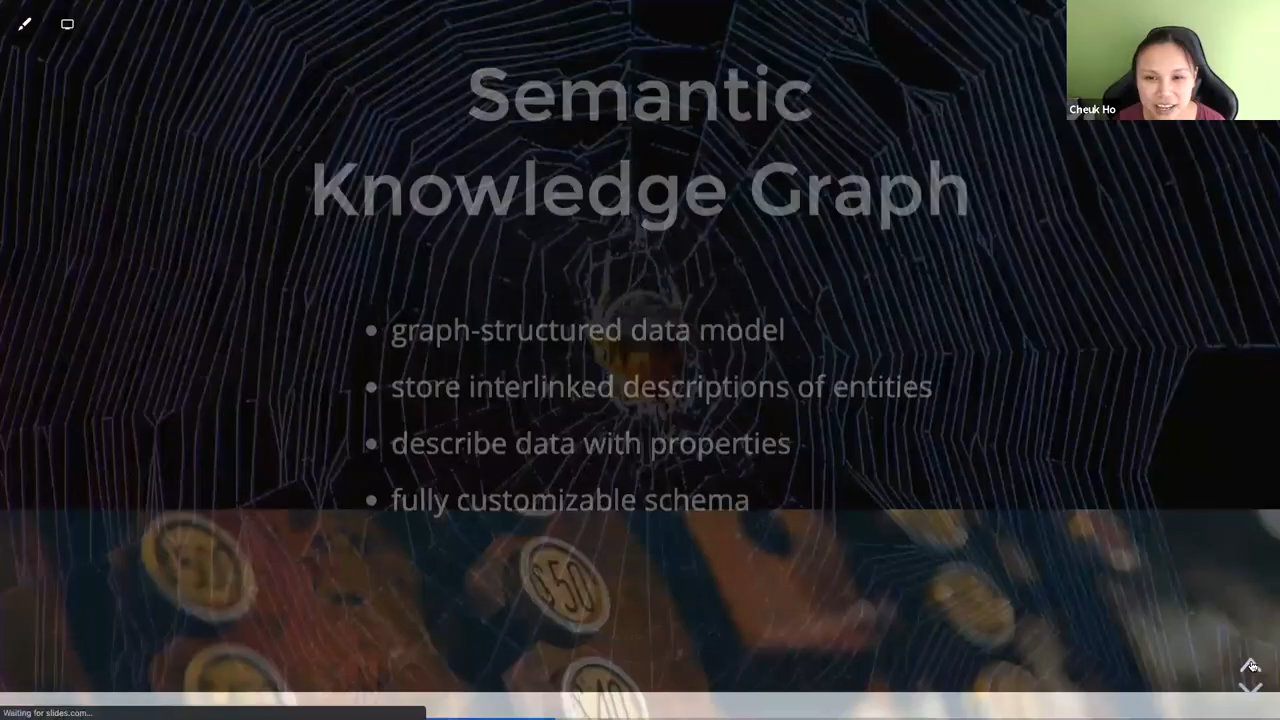 Semantic
Knowledge Graph
Cheuk Ho
• graph-structured data model
• store interlinked descriptions of entities
• describe data with properties
• fully customizable schema
$50
Waiting for slides.com...